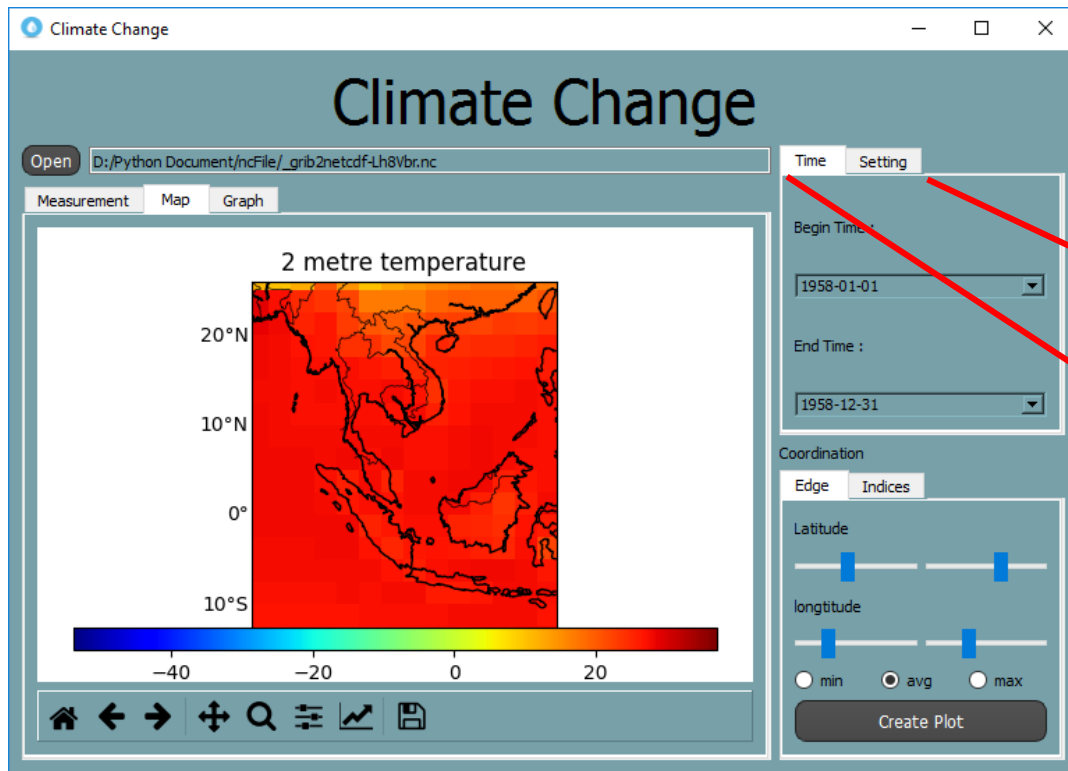 Climate Change
Climate Change
Open D:/Python Document/ncFile/_grib2netcdf-Lh8Vbr.nc
Time Setting
Measurement Map Graph
2 metre temperature
20°N
10°N
0°
10°S
−40 −20 0 20
Begin Time :
1958-01-01
End Time :
1958-12-31
Coordination
Edge Indices
Latitude
longtitude
min avg max
Create Plot